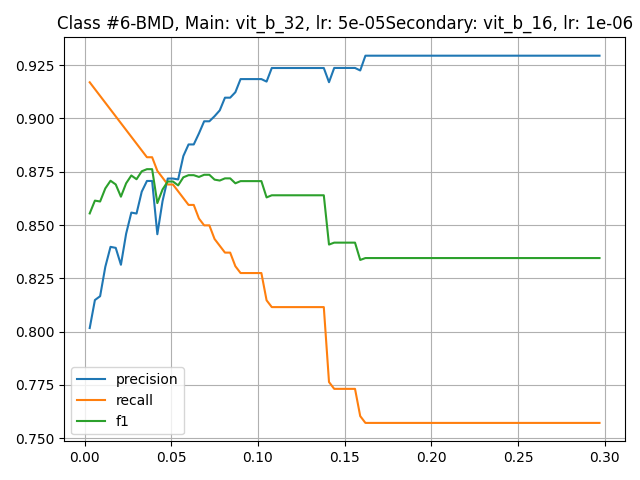 Class #6-BMD, Main: vit_b_32, lr: 5e-05Secondary: vit_b_16, lr: 1e-06
0.925
0.900
0.875
0.850
0.825
0.800
0.775
0.750
precision
recall
f1
0.00 0.05 0.10 0.15 0.20 0.25 0.30